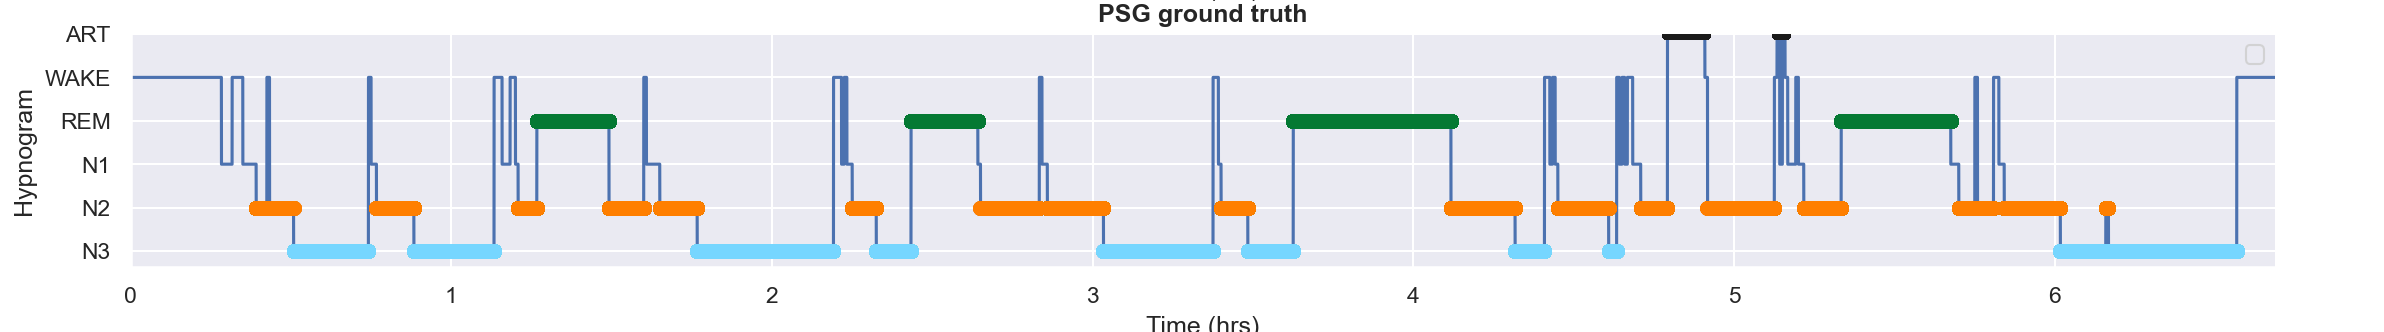 PSG ground truth
ART
WAKE
REM
N1
N2
N3
Hypnogram
0 1 2 3 4 5 6
Time (hrs)